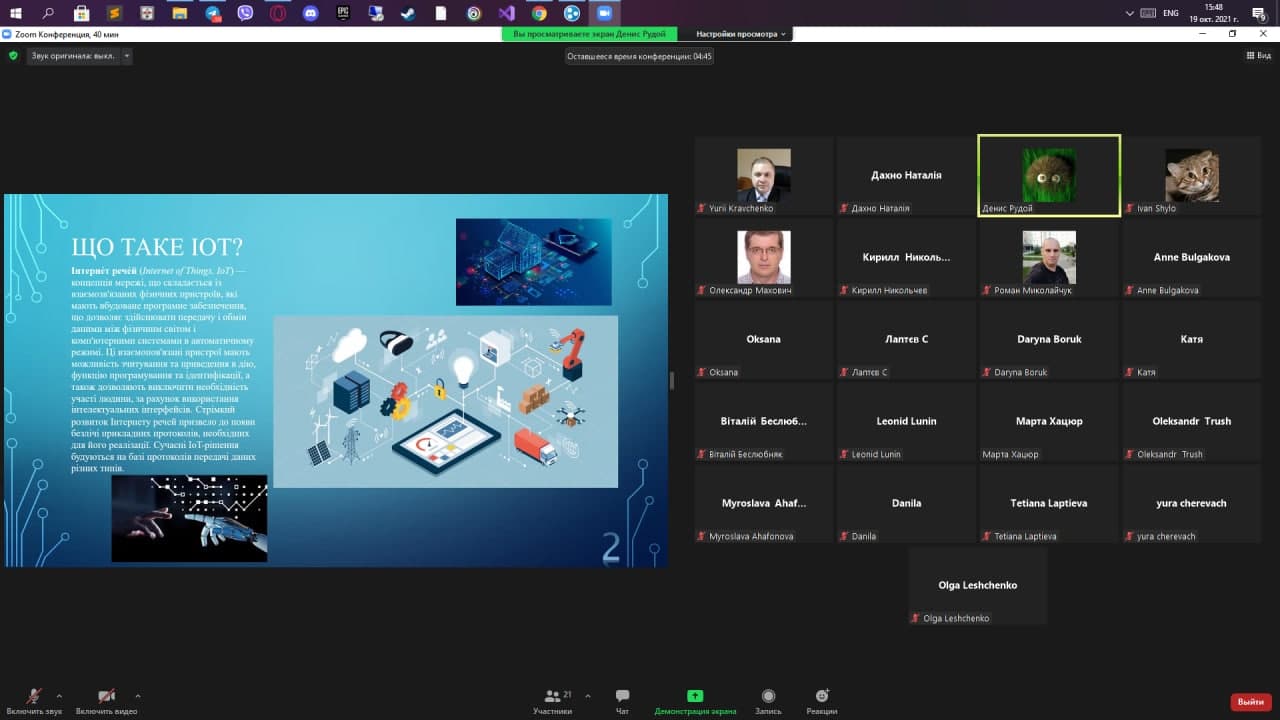 15:48
ENG
19 окт. 2021 г.
9
Zoom Конференция, 40 мин
Вы просматриваете экран Денис Рудой
Настройки просмотра
Звук оригинала: выкл.
Оставшееся время конференции: 04:45
Вид
ЩО ТАКЕ ІОТ?
Інтерне́т рече́й (Internet of Things, IoT) —
концепція мережі, що складається із
взаємозв'язаних фізичних пристроїв, які
мають вбудоване програмне забезпечення,
що дозволяє здійснювати передачу і обмін
даними між фізичним світом і
комп'ютерними системами в автоматичному
режимі. Ці взаємопов'язані пристрої мають
можливість зчитування та приведення в дію,
функцію програмування та ідентифікації, а
також дозволяють виключити необхідність
участі людини, за рахунок використання
інтелектуальних інтерфейсів. Стрімкий
розвиток Інтернету речей призвело до появи
безлічі прикладних протоколів, необхідних
для його реалізації. Сучасні IoT-рішення
будуються на базі протоколів передачі даних
різних типів.
2
Yurii Kravchenko
Дахно Наталія
Дахно Наталія
Денис Рудой
Ivan Shylo
Олександр Махович
Кирилл Николь...
Кирилл Никольчев
Роман Миколайчук
Anne Bulgakova
Anne Bulgakova
Oksana
Oksana
Лаптєв С
Лаптєв С
Daryna Boruk
Daryna Boruk
Катя
Катя
Віталій Беслюб...
Віталій Беслюбняк
Leonid Lunin
Leonid Lunin
Марта Хацюр
Марта Хацюр
Oleksandr Trush
Oleksandr Trush
Myroslava Ahaf...
Myroslava Ahafonova
Danila
Danila
Tetiana Laptieva
Tetiana Laptieva
yura cherevach
yura cherevach
Olga Leshchenko
Olga Leshchenko
Включить звук
Включить видео
21
Участники
Чат
Демонстрация экрана
Запись
Реакции
Выйти